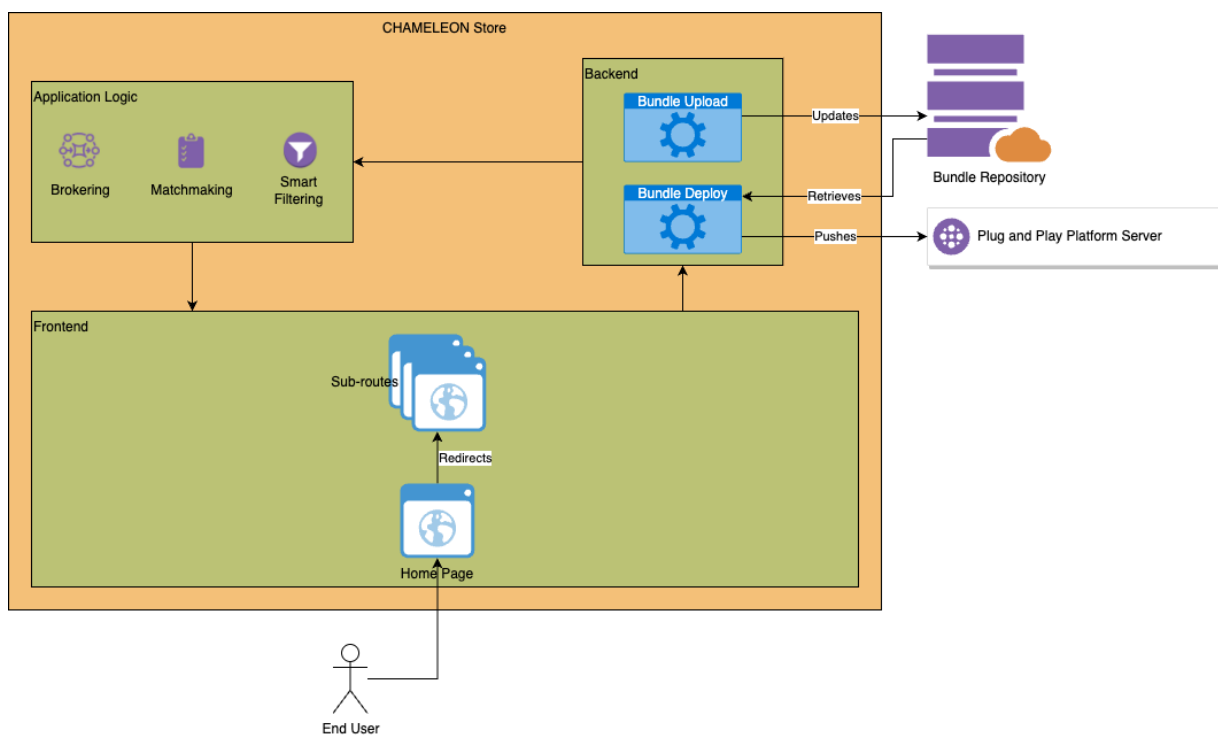 CHAMELEON Store
Application Logic
Brokering
Matchmaking
Smart
Filtering
Backend
Bundle Upload
Bundle Deploy
Updates
Retrieves
Pushes
Bundle Repository
Plug and Play Platform Server
Frontend
Sub-routes
Redirects
Home Page
End User